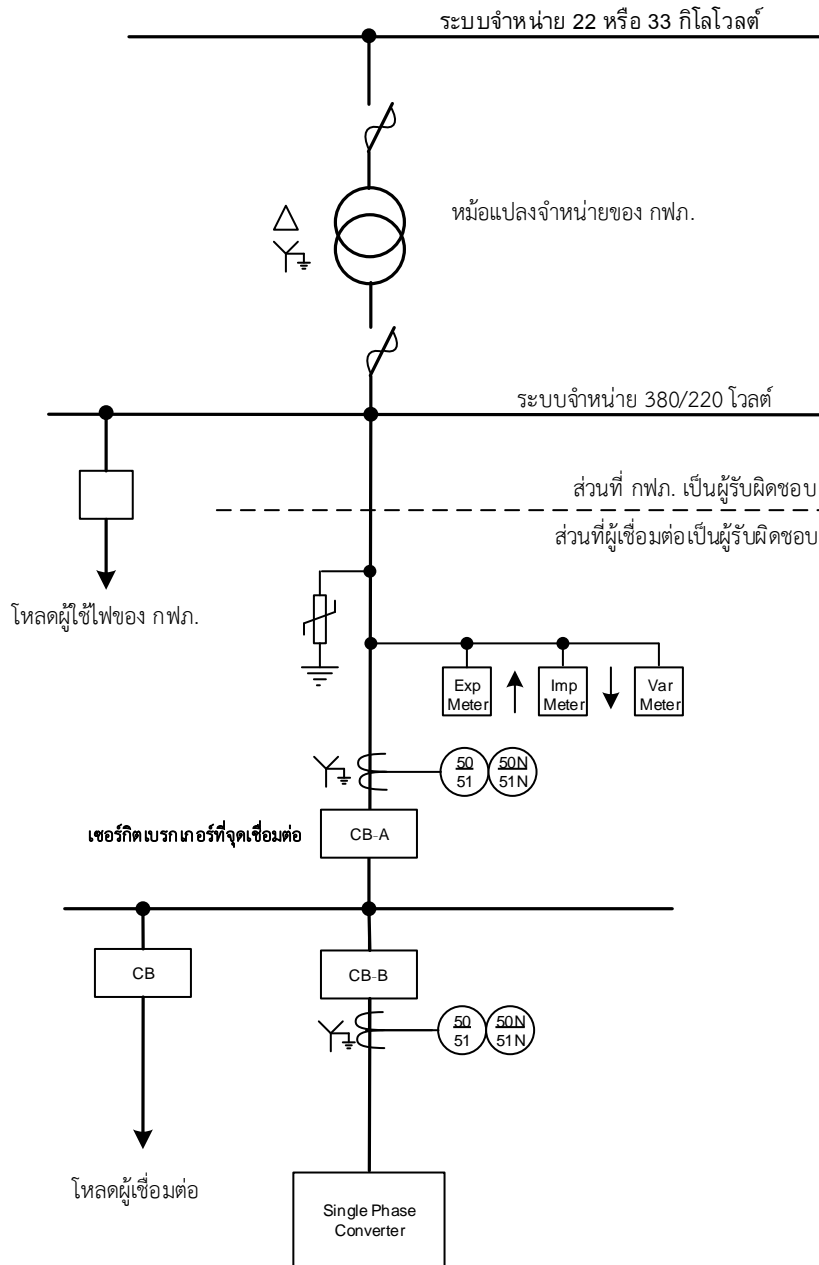 ระบบจำหน่าย 22 หรือ 33 กิโลโวลต์
หม้อแปลงจำหน่ายของ กฟภ.
ระบบจำหน่าย 380/220 โวลต์
ส่วนที่ กฟภ. เป็นผู้รับผิดชอบ
ส่วนที่ผู้เชื่อมต่อเป็นผู้รับผิดชอบ
โหลดผู้ใช้ไฟของ กฟภ.
Exp
Meter
Imp
Meter
Var
Meter
50
51
50N
51N
เซอร์กิตเบรกเกอร์ที่จุดเชื่อมต่อ
CB-A
CB
CB-B
50
51
50N
51N
โหลดผู้เชื่อมต่อ
Single Phase
Converter